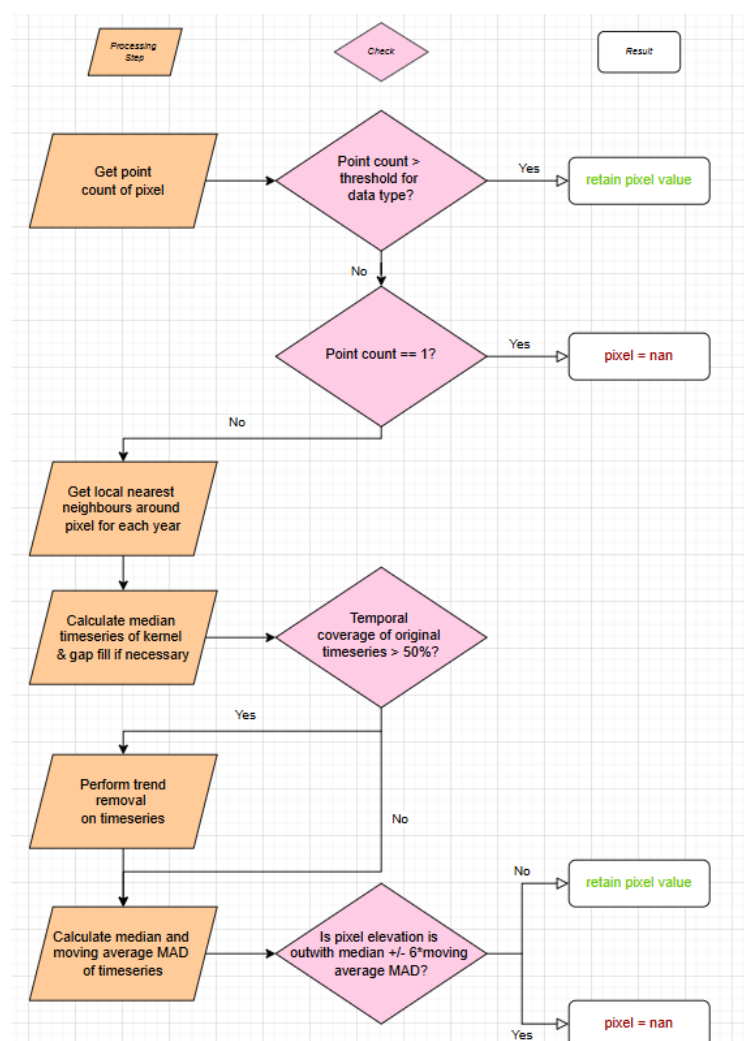 Processing
Step
Check
Result
Get point
count of pixel
Point count >
threshold for
data type?
Yes
retain pixel value
No
Point count == 1?
Yes
pixel = nan
No
Get local nearest
neighbours around
pixel for each year
Calculate median
timeseries of kernel
& gap fill if necessary
Temporal
coverage of original
timeseries > 50%?
Yes
Perform trend
removal
on timeseries
No
Calculate median and
moving average MAD
of timeseries
Is pixel elevation is
outwith median +/- 6*moving
average MAD?
No
retain pixel value
Yes
pixel = nan